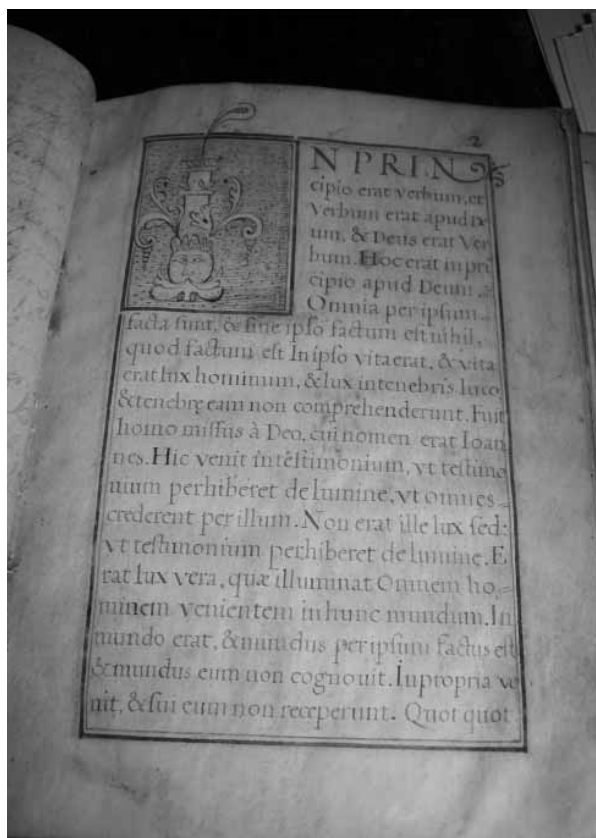 2
N PRIN
cipio erat verbum, et
Verbum erat apud De
um, & Deus erat Ver
bum. Hoc erat in pri
cipio apud Deum.
Omnia per ipsum
facta sunt, & sine ipso factum est nihil,
quod factum est In ipso vita erat, & vita
erat lux hominum, & lux in tenebris lucet
& tenebrę eam non comprehenderunt. Fuit
homo missus à Deo, cui nomen erat Ioan
nes. Hic venit in testimonium, vt testimo
nium perhiberet de lumine, vt omnes
crederent per illum. Non erat ille lux sed:
vt testimonium perhiberet de lumine. E
rat lux vera, quæ illuminat Omnem ho,
minem venientem in hunc mundum. In
mundo erat, & mundus per ipsum factus est
& mundus eum non cognouit. In propria ve
nit, & sui eum non receperunt. Quot quot